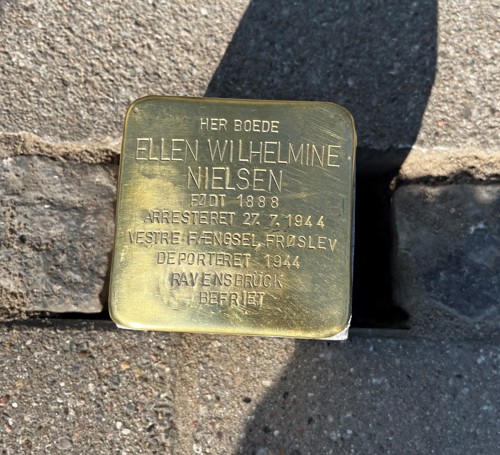 HER BOEDE
ELLEN WILHELMINE
NIELSEN
FØDT 1888
ARRESTERET 27.7.1944
VESTRE FÆNGSEL, FRØSLEV
DEPORTERET 1944
RAVENSBRÜCK
BEFRIET